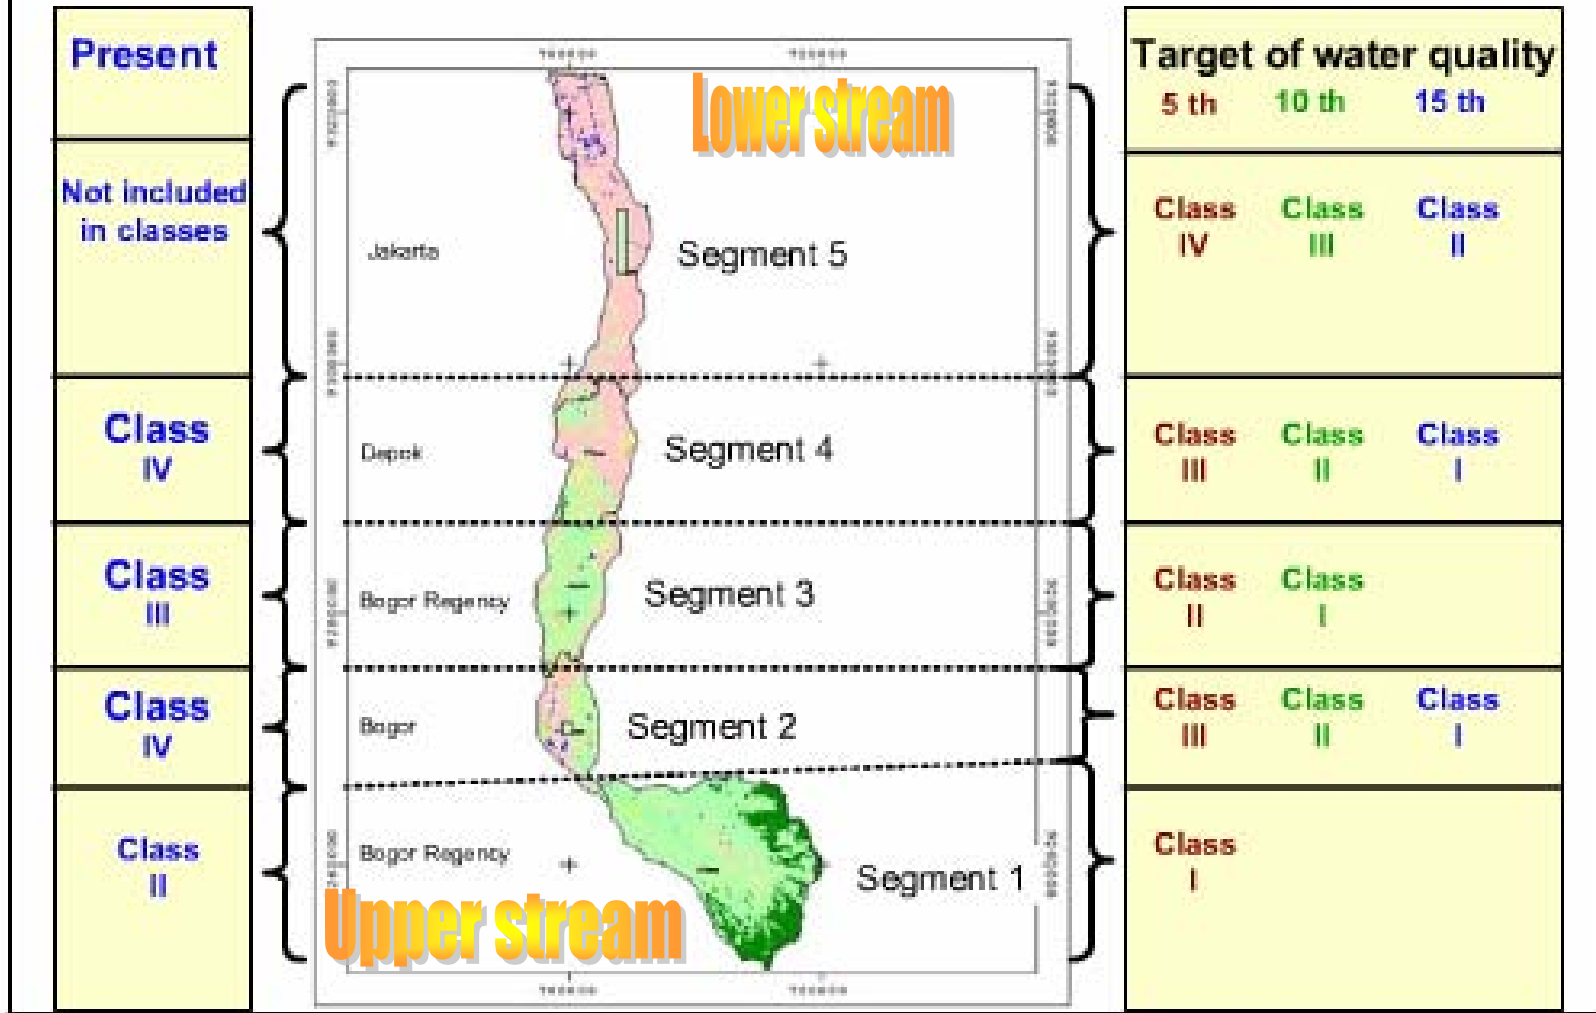 Present
Target of water quality
5 th 10 th 15 th
Lower stream
Not included
in classes
Jakarta
Segment 5
Class Class Class
IV III II
Class
IV
Depok
Segment 4
Class Class Class
III II I
Class
III
Bogor Regency
Segment 3
Class Class
II I
Class
IV
Bogor
Segment 2
Class Class Class
III II I
Class
II
Bogor Regency
Segment 1
Class
I
Upper stream